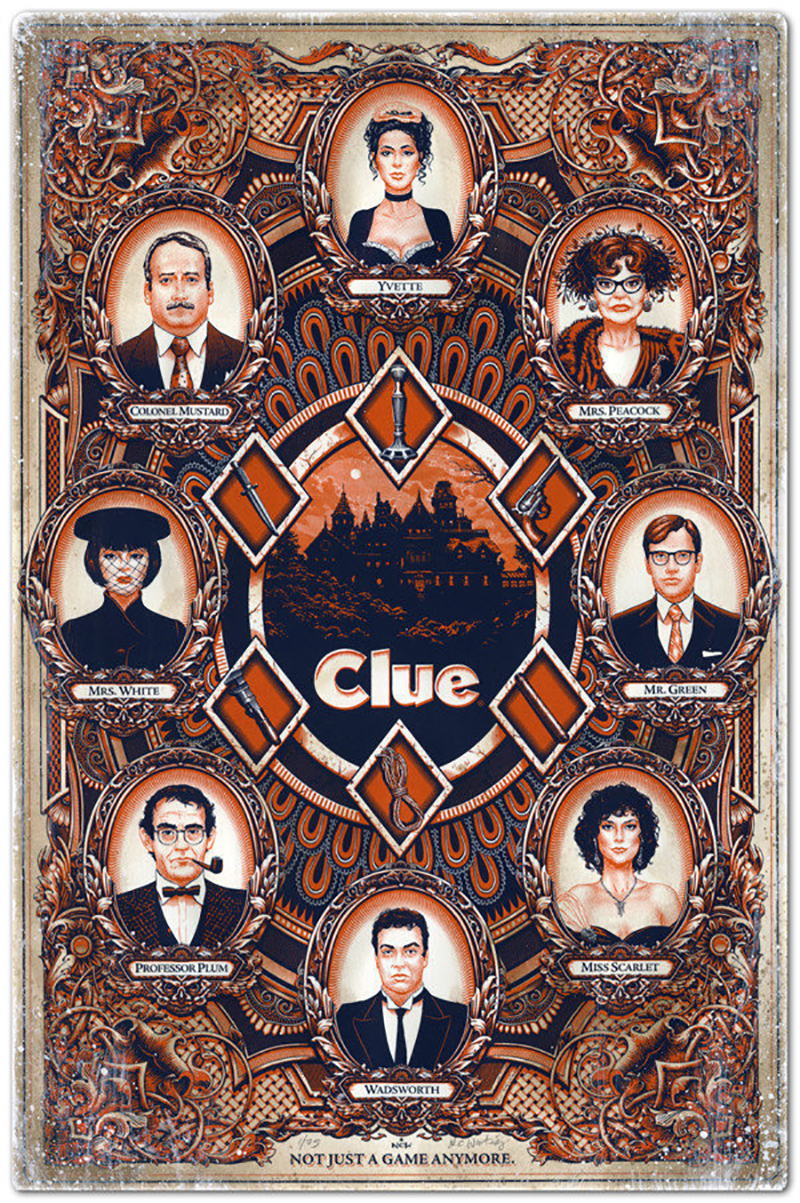 YVETTE
COLONEL MUSTARD
MRS. PEACOCK
MRS. WHITE
MR. GREEN
Clue
PROFESSOR PLUM
MISS SCARLET
WADSWORTH
NOT JUST A GAME ANYMORE.